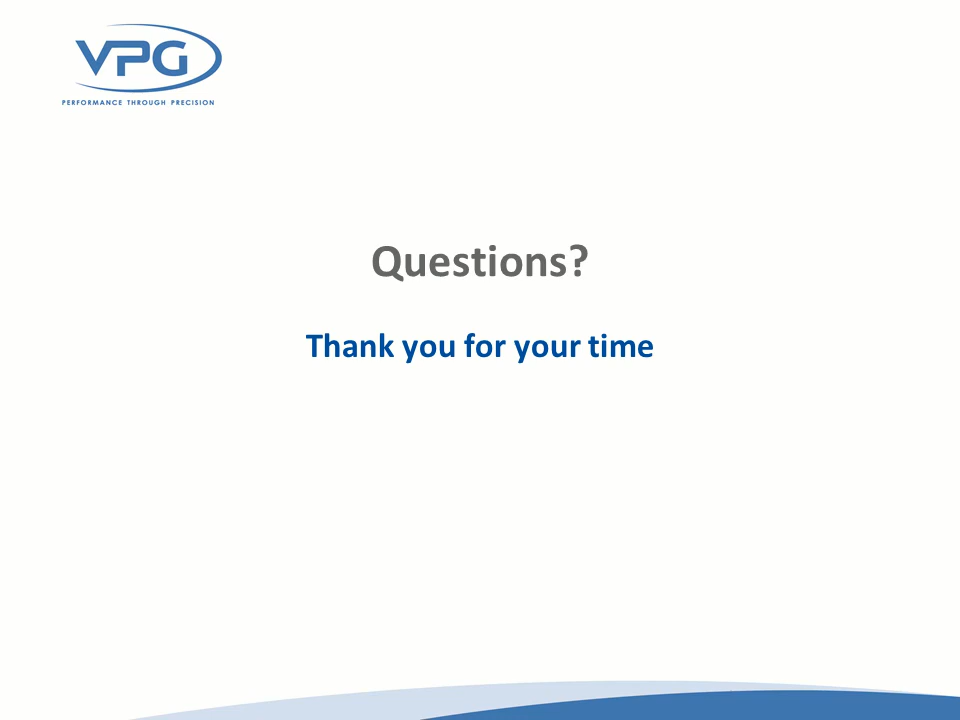 VPG
PERFORMANCE THROUGH PRECISION
Questions?
Thank you for your time